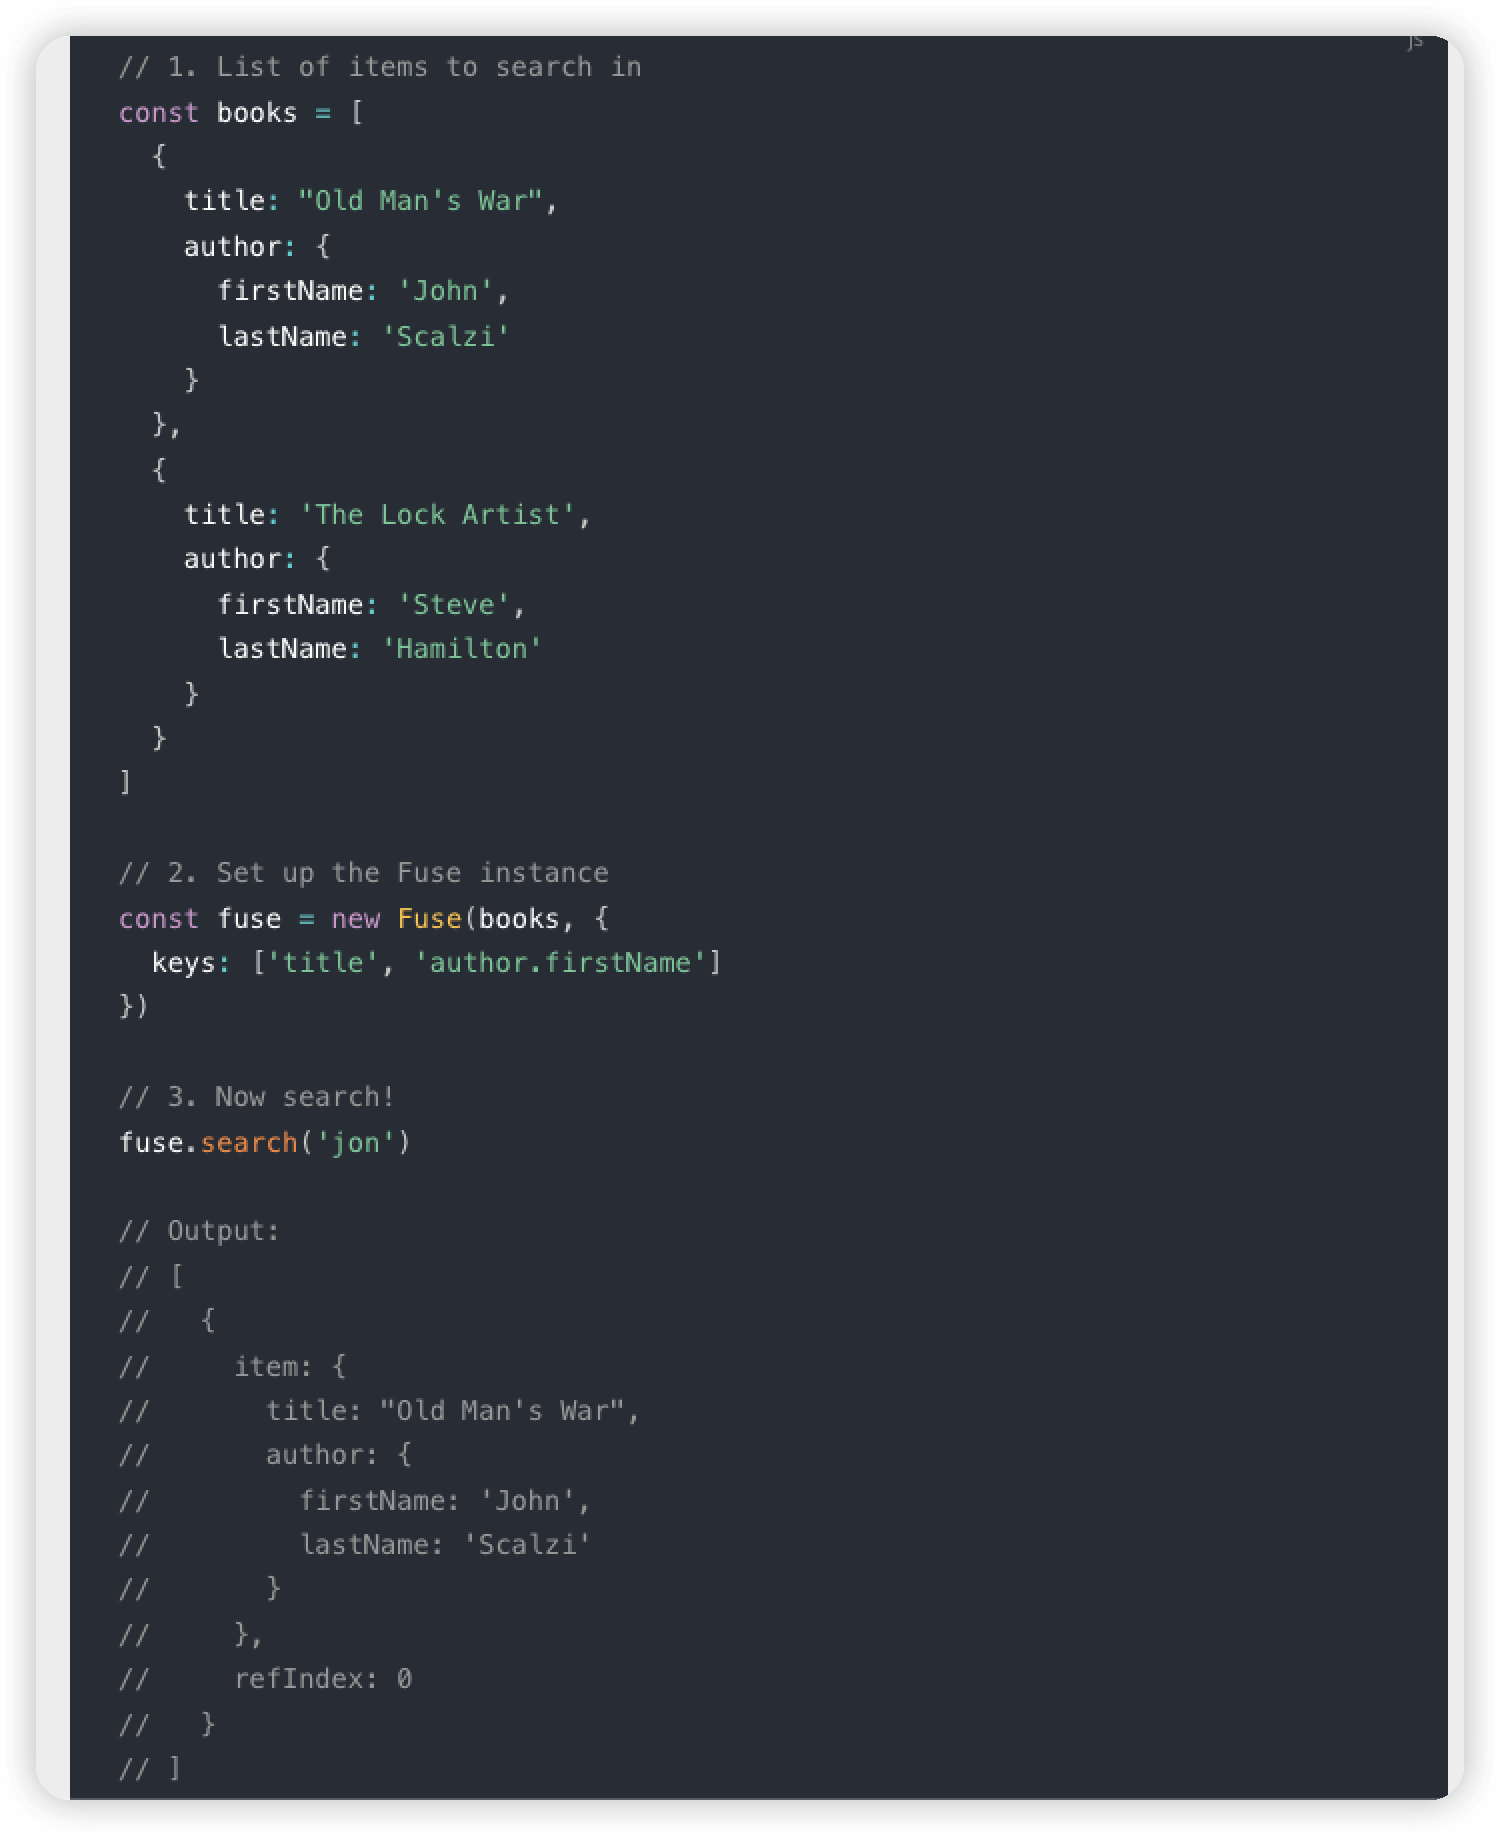 js
// 1. List of items to search in
const books = [
  {
    title: "Old Man's War",
    author: {
      firstName: 'John',
      lastName: 'Scalzi'
    }
  },
  {
    title: 'The Lock Artist',
    author: {
      firstName: 'Steve',
      lastName: 'Hamilton'
    }
  }
]

// 2. Set up the Fuse instance
const fuse = new Fuse(books, {
  keys: ['title', 'author.firstName']
})

// 3. Now search!
fuse.search('jon')

// Output:
// [
//   {
//     item: {
//       title: "Old Man's War",
//       author: {
//         firstName: 'John',
//         lastName: 'Scalzi'
//       }
//     },
//     refIndex: 0
//   }
// ]